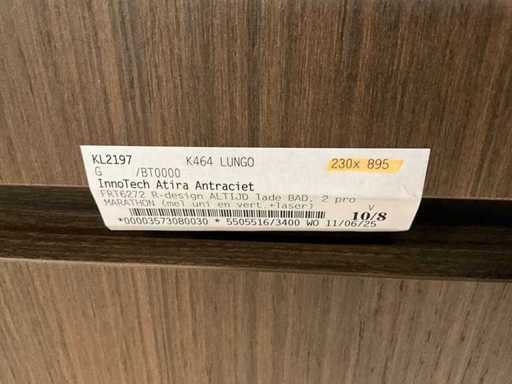 KL2197 K464 LUNGO 230x 895
G /BT0000
InnoTech Atira Antraciet
FRT6272 R-design ALTIJD lade BAD, 2 pro
MARATHON (mel uni en vert +laser) V
10/8
*00003573080030 * 5505516/3400 WO 11/06/25